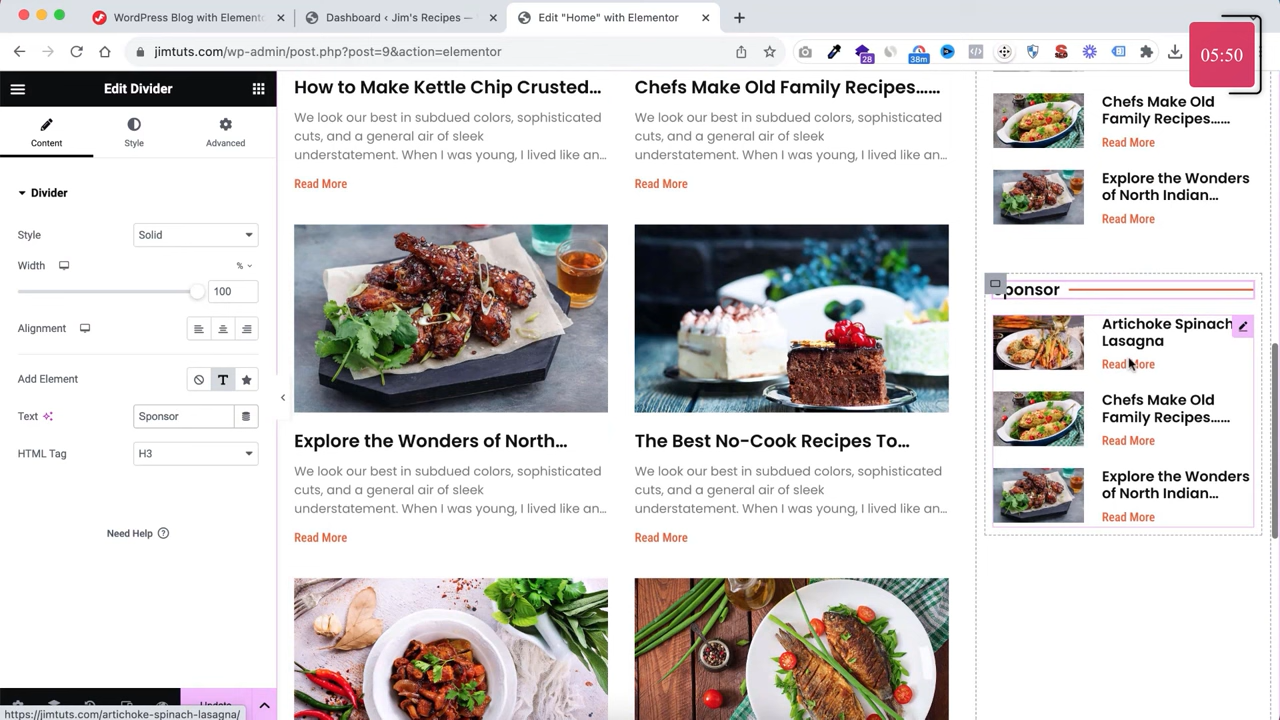 WordPress Blog with Elemento
Dashboard ‹ Jim's Recipes —
Edit "Home" with Elementor
05:50
jimtuts.com/wp-admin/post.php?post=9&action=elementor
28
38m
Edit Divider
Content
Style
Advanced
Divider
Style
Solid
Width
%
100
Alignment
Add Element
Text
Sponsor
HTML Tag
H3
Need Help
Update
https://jimtuts.com/artichoke-spinach-lasagna/
How to Make Kettle Chip Crusted...
We look our best in subdued colors, sophisticated
cuts, and a general air of sleek
understatement. When I was young, I lived like an...
Read More
Chefs Make Old Family Recipes......
We look our best in subdued colors, sophisticated
cuts, and a general air of sleek
understatement. When I was young, I lived like an...
Read More
Explore the Wonders of North...
We look our best in subdued colors, sophisticated
cuts, and a general air of sleek
understatement. When I was young, I lived like an...
Read More
The Best No-Cook Recipes To...
We look our best in subdued colors, sophisticated
cuts, and a general air of sleek
understatement. When I was young, I lived like an...
Read More
Chefs Make Old
Family Recipes......
Read More
Explore the Wonders
of North Indian...
Read More
Sponsor
Artichoke Spinach
Lasagna
Read More
Chefs Make Old
Family Recipes......
Read More
Explore the Wonders
of North Indian...
Read More